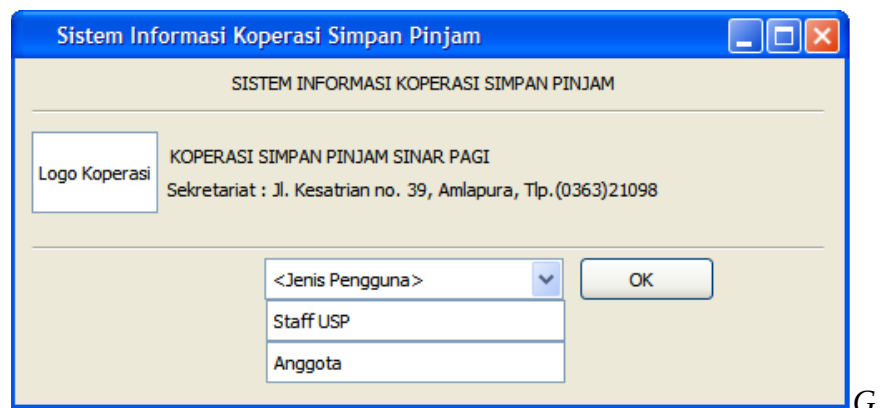 Sistem Informasi Koperasi Simpan Pinjam
SISTEM INFORMASI KOPERASI SIMPAN PINJAM
Logo Koperasi
KOPERASI SIMPAN PINJAM SINAR PAGI
Sekretariat : Jl. Kesatrian no. 39, Amlapura, Tlp.(0363)21098
<Jenis Pengguna> OK
Staff USP
Anggota
G